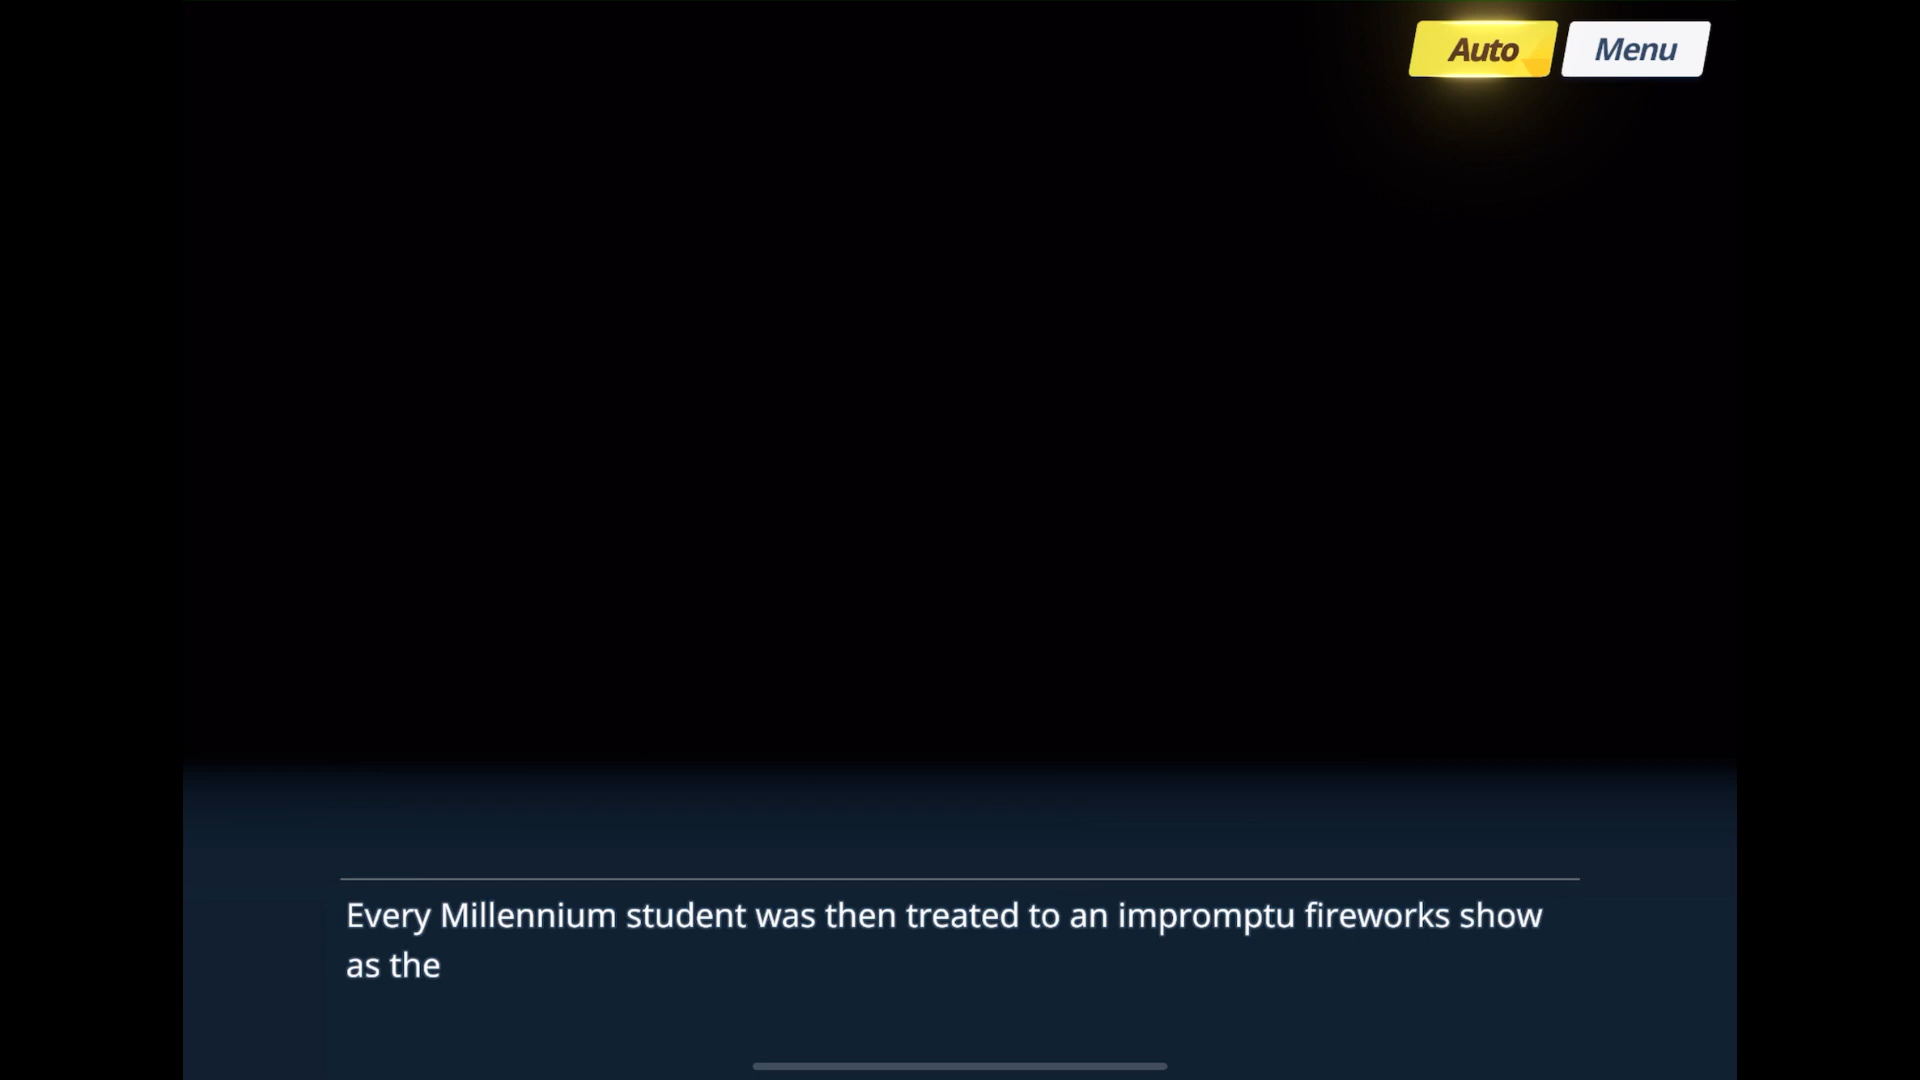 Auto
Menu
Every Millennium student was then treated to an impromptu fireworks show
as the